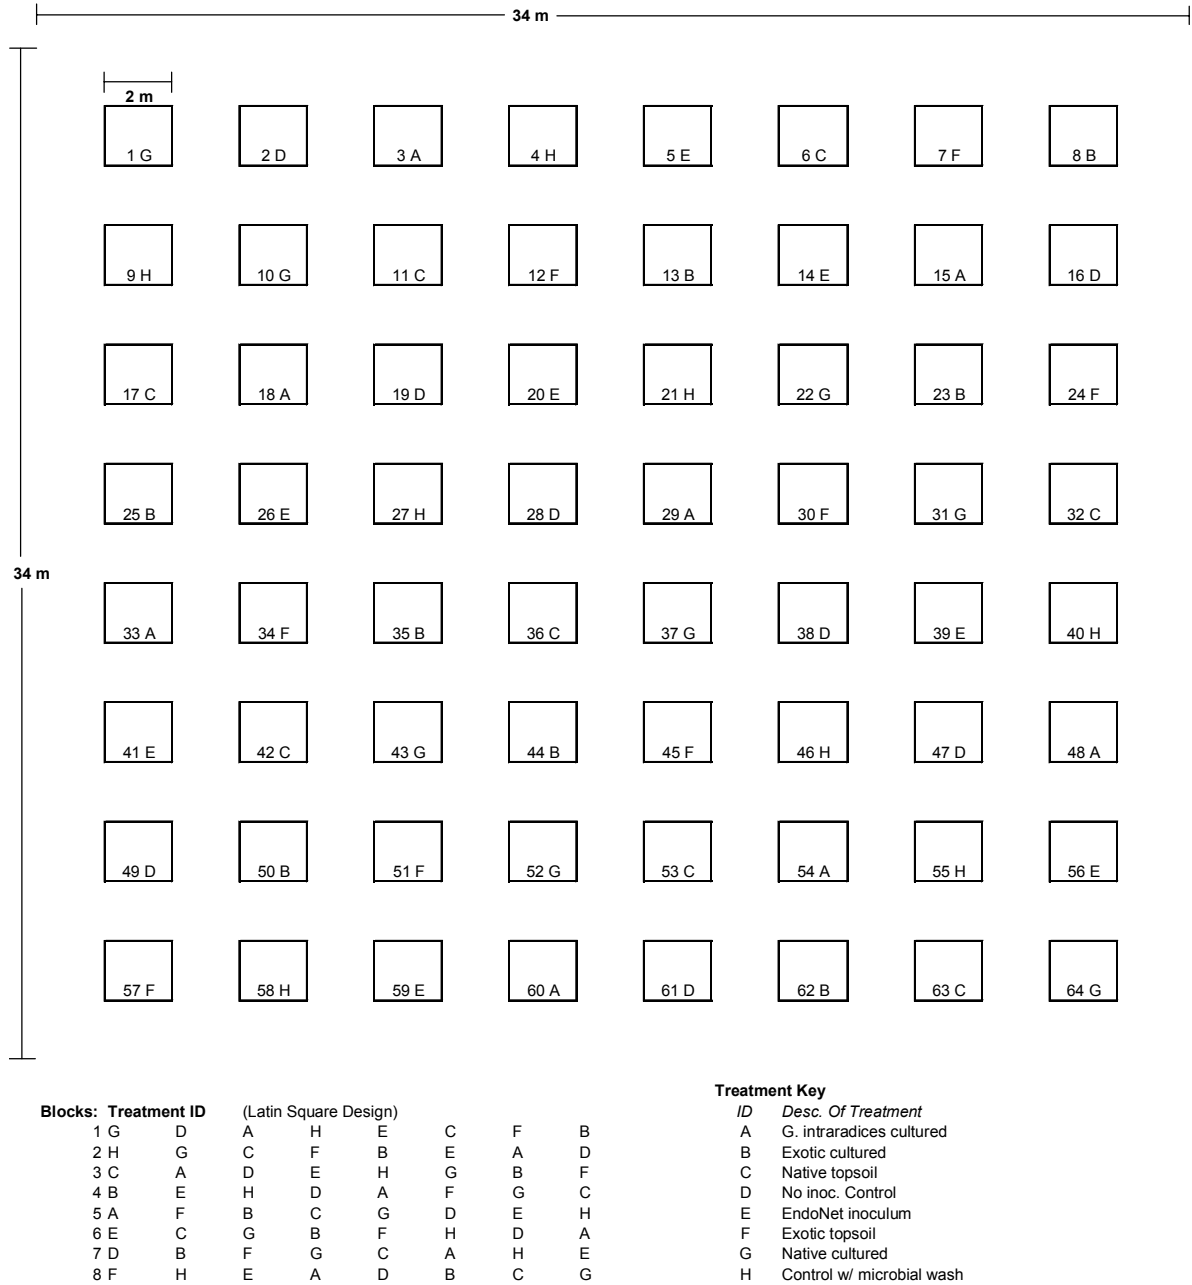 34 m
2 m
1 G 2 D 3 A 4 H 5 E 6 C 7 F 8 B
9 H 10 G 11 C 12 F 13 B 14 E 15 A 16 D
17 C 18 A 19 D 20 E 21 H 22 G 23 B 24 F
25 B 26 E 27 H 28 D 29 A 30 F 31 G 32 C
34 m
33 A 34 F 35 B 36 C 37 G 38 D 39 E 40 H
41 E 42 C 43 G 44 B 45 F 46 H 47 D 48 A
49 D 50 B 51 F 52 G 53 C 54 A 55 H 56 E
57 F 58 H 59 E 60 A 61 D 62 B 63 C 64 G
Blocks: Treatment ID (Latin Square Design)
1 G D A H E C F B
2 H G C F B E A D
3 C A D E H G B F
4 B E H D A F G C
5 A F B C G D E H
6 E C G B F H D A
7 D B F G C A H E
8 F H E A D B C G
Treatment Key
ID Desc. Of Treatment
A G. intraradices cultured
B Exotic cultured
C Native topsoil
D No inoc. Control
E EndoNet inoculum
F Exotic topsoil
G Native cultured
H Control w/ microbial wash